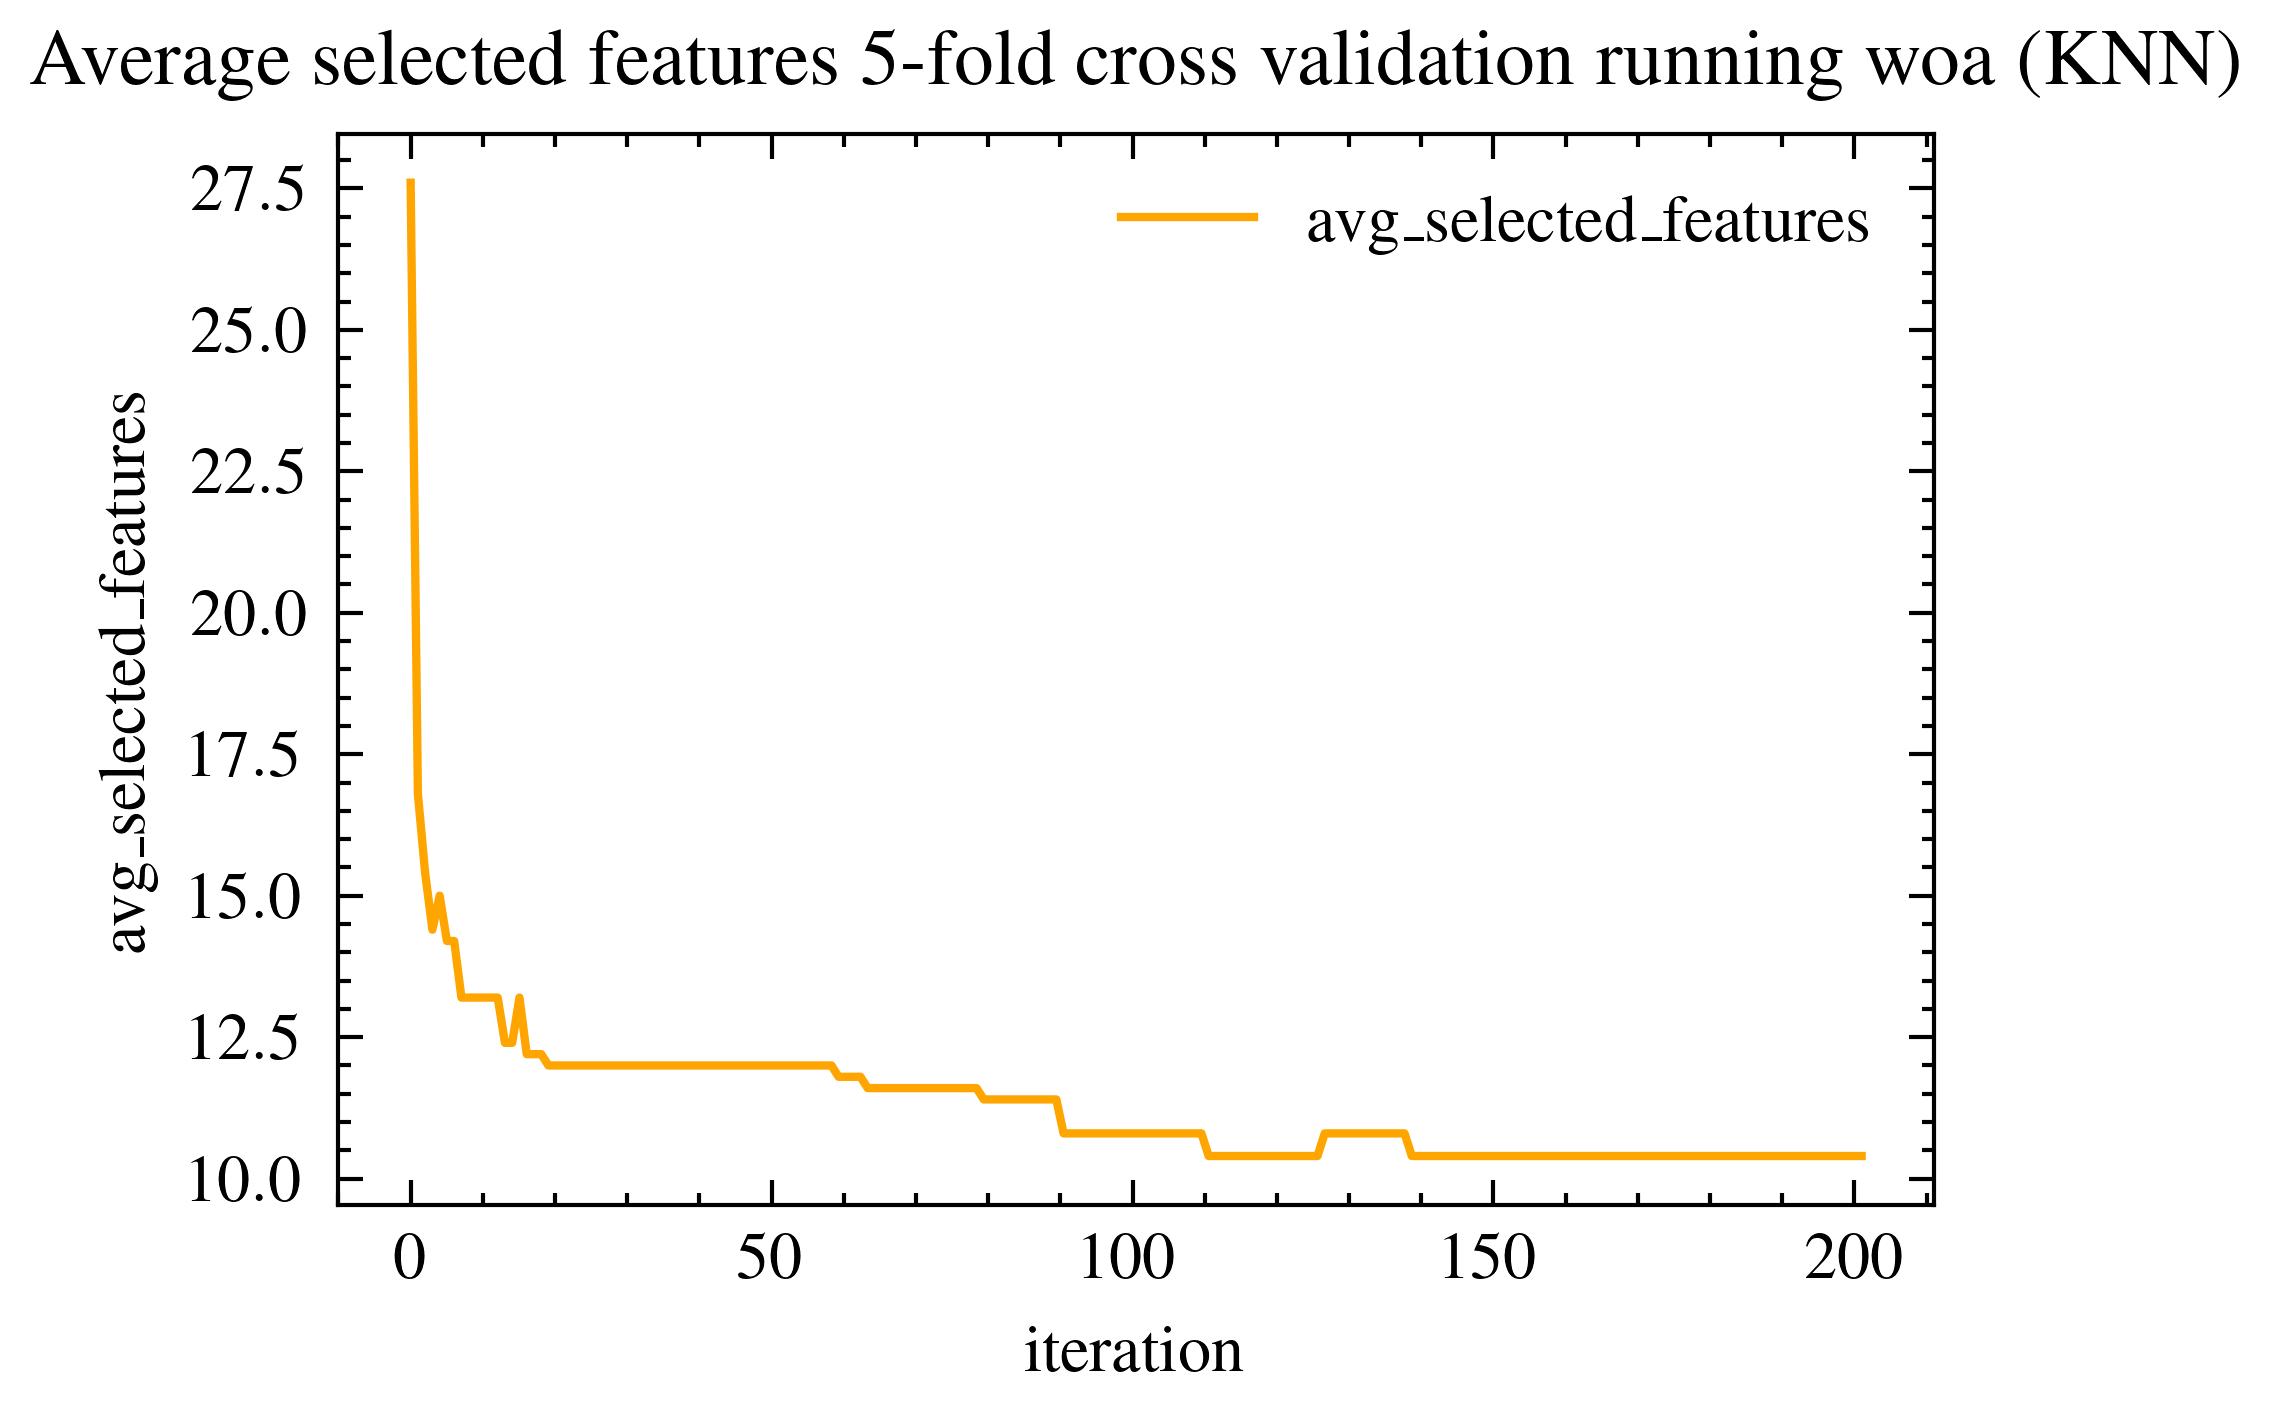 Average selected features 5-fold cross validation running woa (KNN)
avg_selected_features
avg_selected_features
27.5
25.0
22.5
20.0
17.5
15.0
12.5
10.0
0 50 100 150 200
iteration